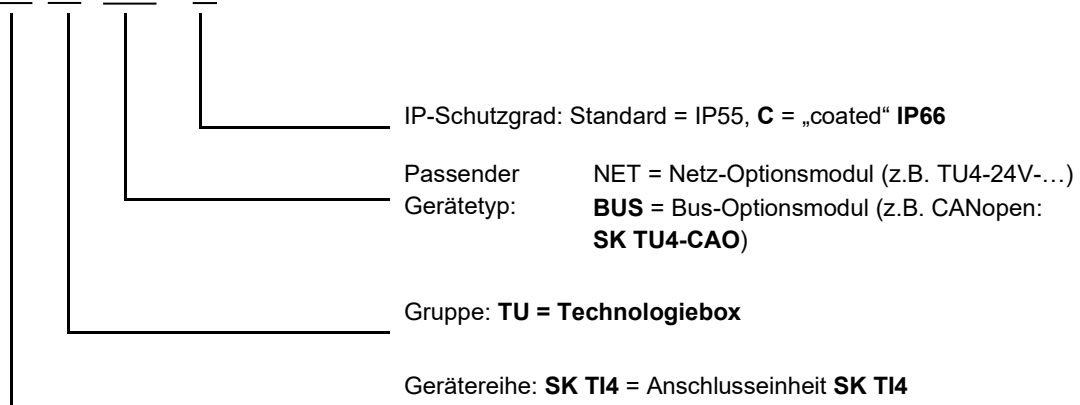 IP-Schutzgrad: Standard = IP55, C = „coated“ IP66
Passender NET = Netz-Optionsmodul (z.B. TU4-24V-…)
Gerätetyp: BUS = Bus-Optionsmodul (z.B. CANopen:
SK TU4-CAO)
Gruppe: TU = Technologiebox
Gerätereihe: SK TI4 = Anschlusseinheit SK TI4